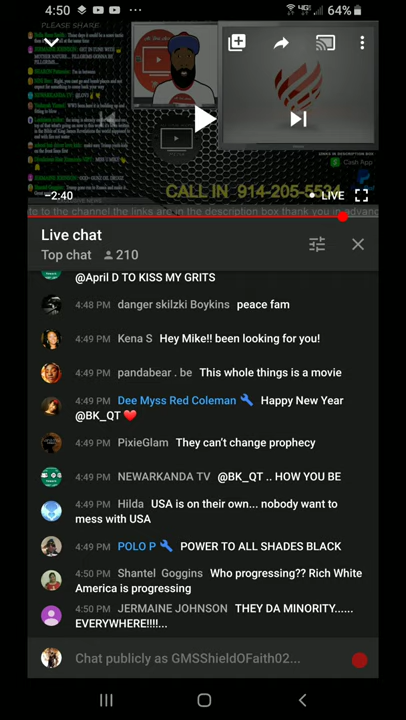 4:50
64%
PLEASE SHARE
Cash App
CALL IN 914-205-5534
-2:40
LIVE
te to the channel the links are in the description box thank you in advanc
Live chat
Top chat 210
@April D TO KISS MY GRITS
4:48 PM danger skilzki Boykins peace fam
4:49 PM Kena S Hey Mike!! been looking for you!
4:49 PM pandabear . be This whole things is a movie
4:49 PM Dee Myss Red Coleman Happy New Year
@BK_QT ❤️
4:49 PM PixieGlam They can't change prophecy
4:49 PM NEWARKANDA TV @BK_QT .. HOW YOU BE
4:49 PM Hilda USA is on their own... nobody want to
mess with USA
4:49 PM POLO P POWER TO ALL SHADES BLACK
4:50 PM Shantel Goggins Who progressing?? Rich White
America is progressing
4:50 PM JERMAINE JOHNSON THEY DA MINORITY......
EVERYWHERE!!!!...
Chat publicly as GMSShieldOfFaith02...